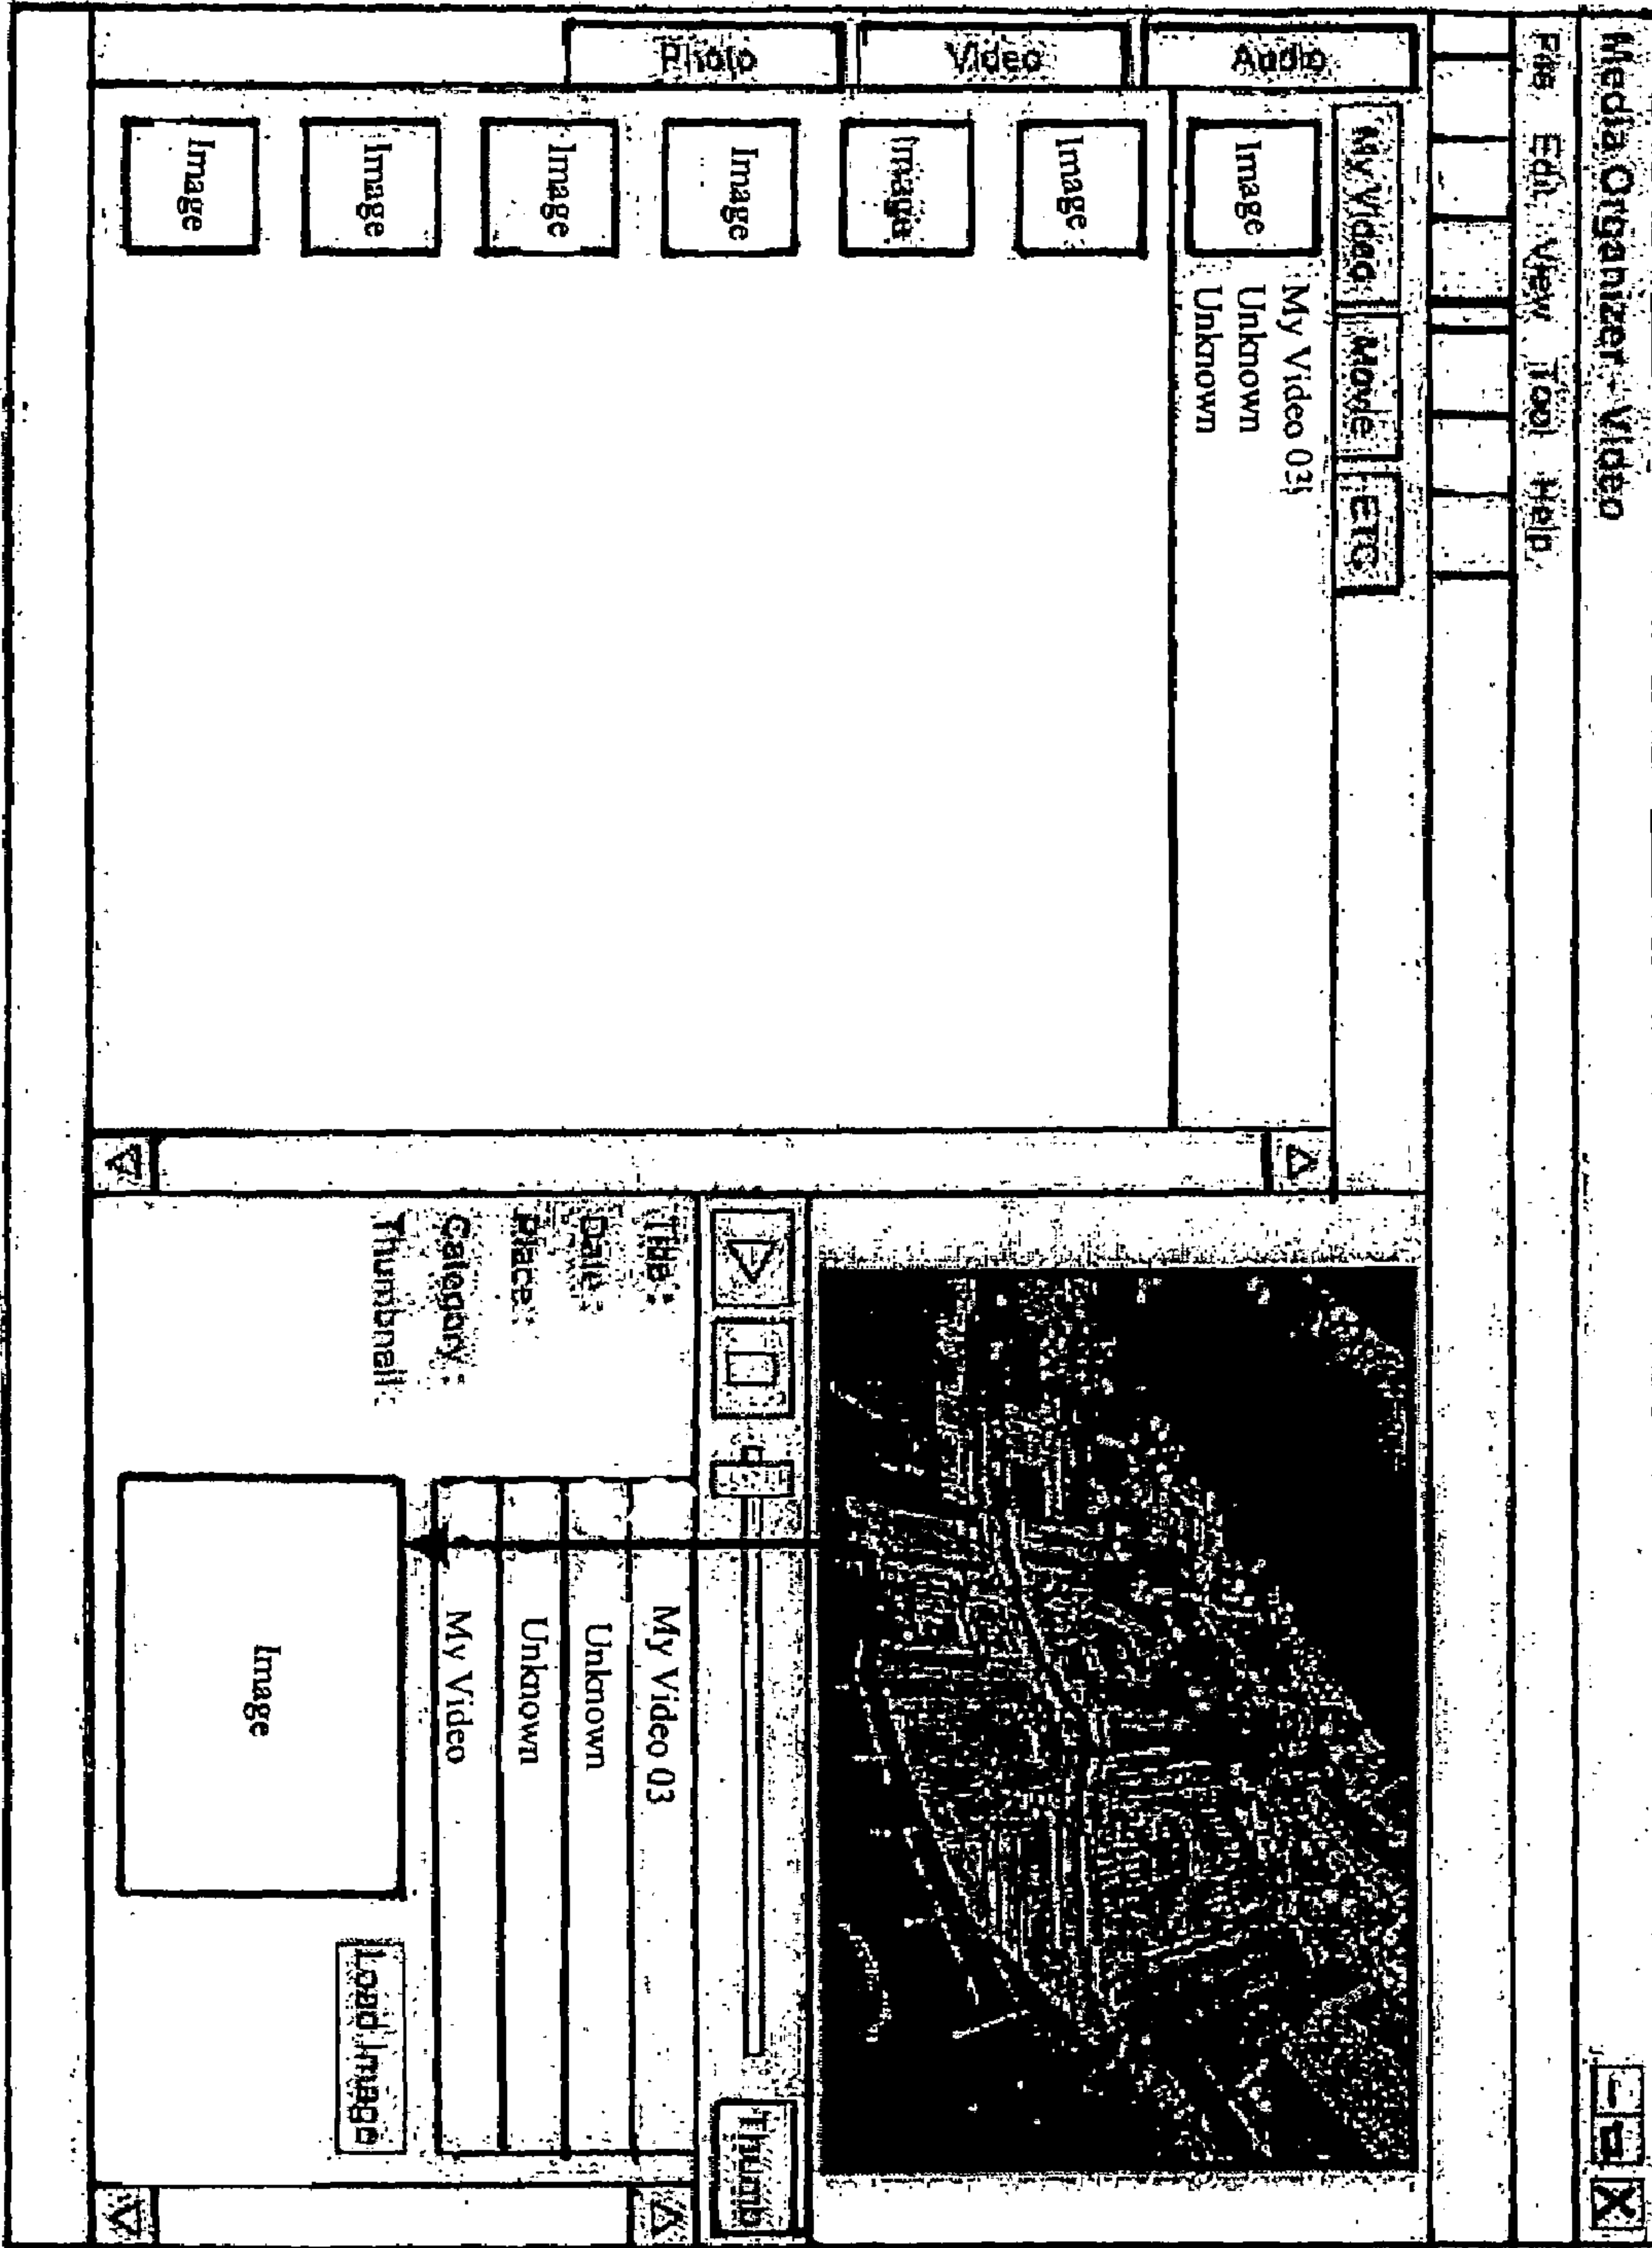 Media Organizer - Video
File Edit View Tool Help
My Video Movie ETC.
Audio
Video
Photo
Image
My Video 03
Unknown
Unknown
Image
Image
Image
Image
Image
Image
Thumb
Title : My Video 03
Date : Unknown
Place : Unknown
Category : My Video
Thumbnail :
Image
Load Image